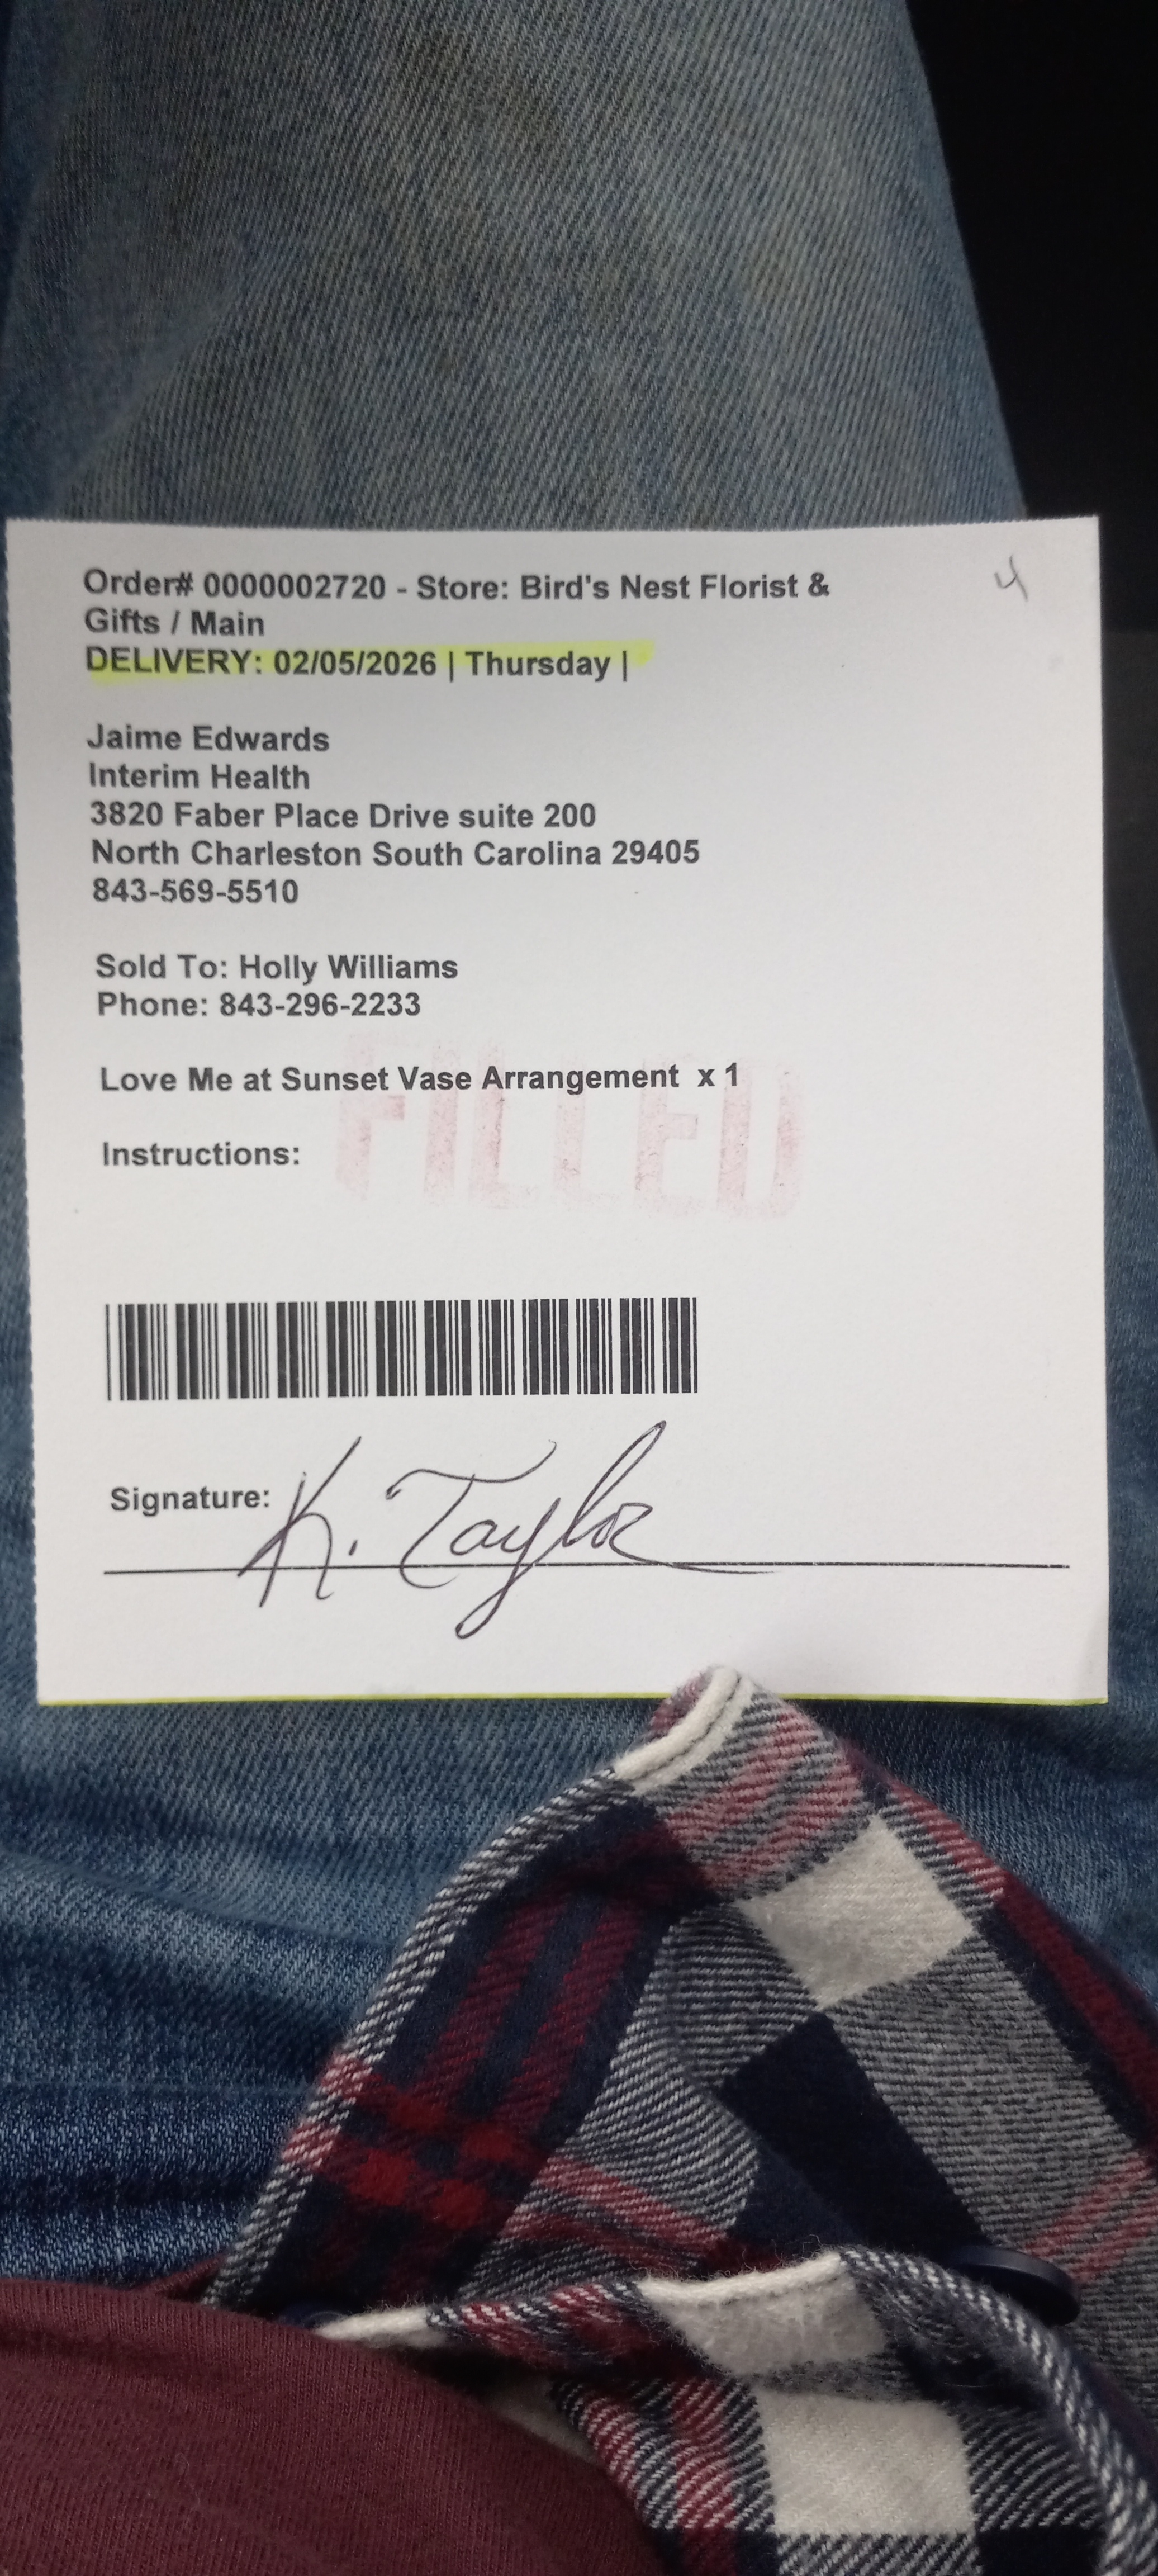 Order# 0000002720 - Store: Bird's Nest Florist &
Gifts / Main
DELIVERY: 02/05/2026 | Thursday |
4
Jaime Edwards
Interim Health
3820 Faber Place Drive suite 200
North Charleston South Carolina 29405
843-569-5510
Sold To: Holly Williams
Phone: 843-296-2233
Love Me at Sunset Vase Arrangement x 1
FILLED
Instructions:
Signature: K. Taylor